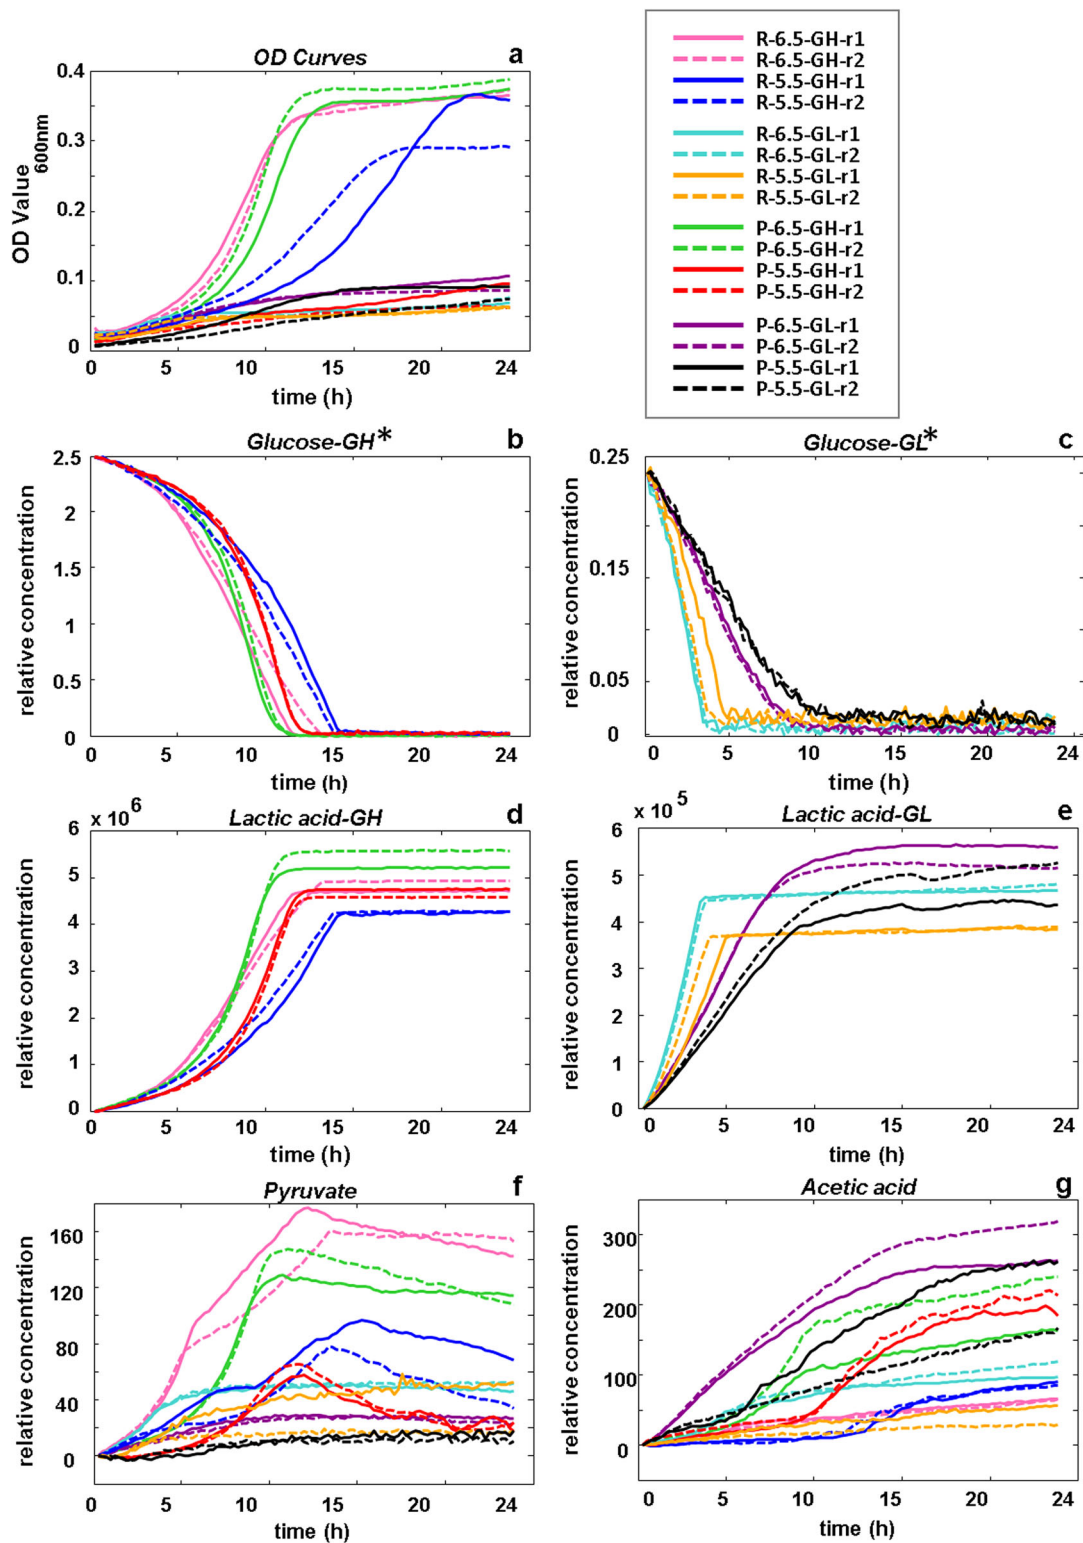 OD Curves a
0.4
0.3
0.2
0.1
0
OD Value 600nm
0 5 10 15 20 24
time (h)
R-6.5-GH-r1
R-6.5-GH-r2
R-5.5-GH-r1
R-5.5-GH-r2
R-6.5-GL-r1
R-6.5-GL-r2
R-5.5-GL-r1
R-5.5-GL-r2
P-6.5-GH-r1
P-6.5-GH-r2
P-5.5-GH-r1
P-5.5-GH-r2
P-6.5-GL-r1
P-6.5-GL-r2
P-5.5-GL-r1
P-5.5-GL-r2
Glucose-GH* b
2.5
2
1.5
1
0.5
0
relative concentration
0 5 10 15 20 24
time (h)
Glucose-GL* c
0.25
0.15
0.05
0
relative concentration
0 5 10 15 20 24
time (h)
x 10^6 Lactic acid-GH d
6
5
4
3
2
1
0
relative concentration
0 5 10 15 20 24
time (h)
x 10^5 Lactic acid-GL e
6
5
4
3
2
1
0
relative concentration
0 5 10 15 20 24
time (h)
Pyruvate f
160
120
80
40
0
relative concentration
0 5 10 15 20 24
time (h)
Acetic acid g
300
200
100
0
relative concentration
0 5 10 15 20 24
time (h)